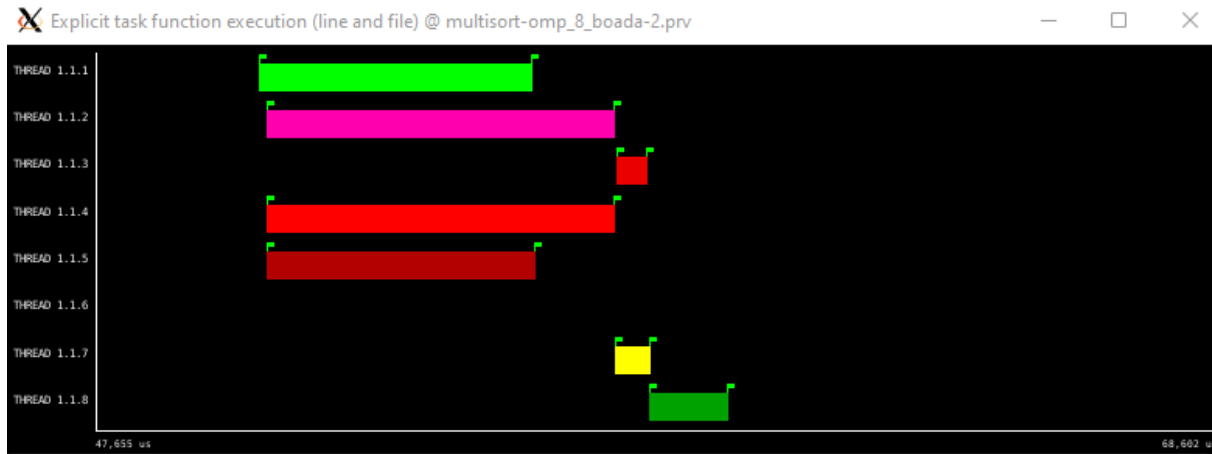 Explicit task function execution (line and file) @ multisort-omp_8_boada-2.prv
THREAD 1.1.1
THREAD 1.1.2
THREAD 1.1.3
THREAD 1.1.4
THREAD 1.1.5
THREAD 1.1.6
THREAD 1.1.7
THREAD 1.1.8
47,655 us
68,602 u